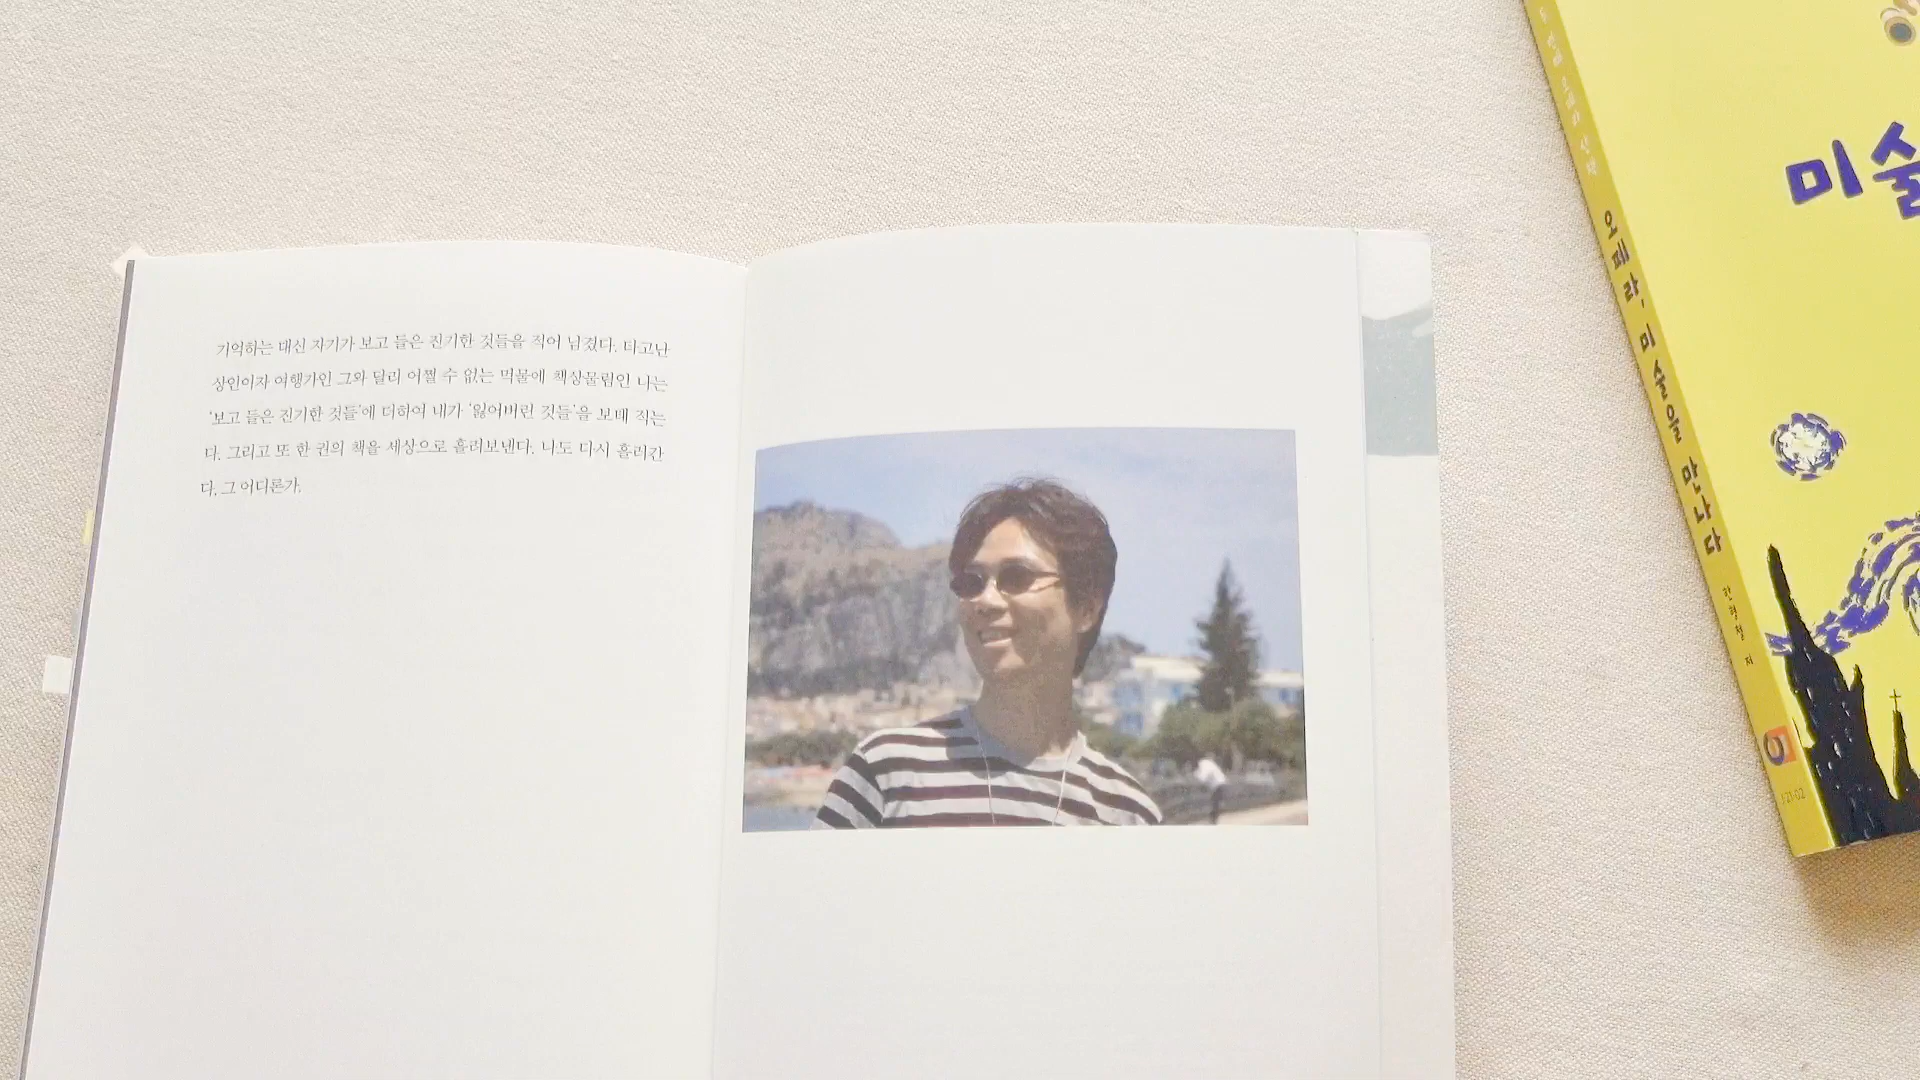 기억하는 대신 자기가 보고 들은 진기한 것들을 적어 남겼다. 타고난
상인이자 여행가인 그와 달리 어쩔 수 없는 먹물에 책상물림인 나는
‘보고 들은 진기한 것들’에 더하여 내가 ‘잃어버린 것들’을 보태 적는
다. 그리고 또 한 권의 책을 세상으로 흘려보낸다. 나도 다시 흘러간
다. 그 어디론가.
오페라, 미술을 만나다
한형철 저
미술